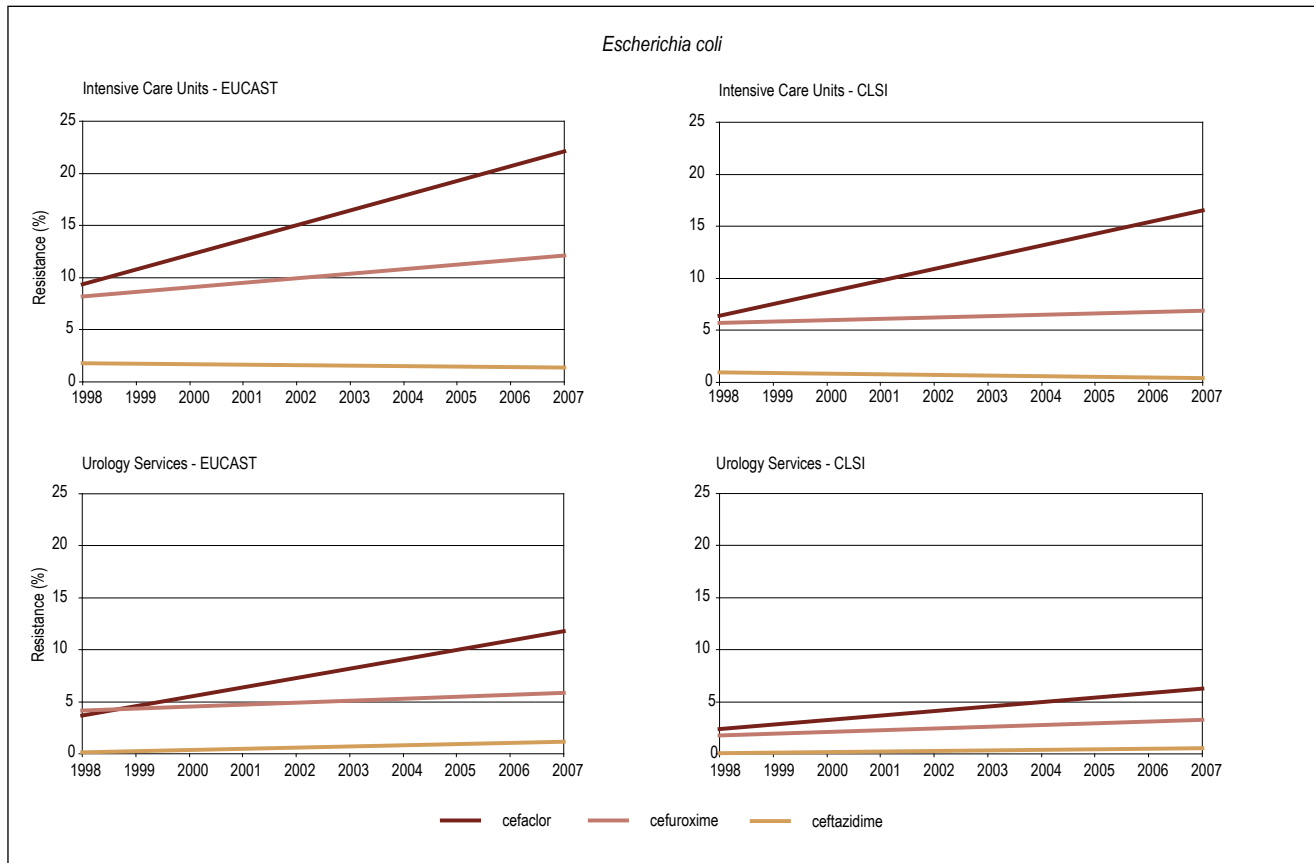 Escherichia coli
Intensive Care Units - EUCAST
Resistance (%)
25
20
15
10
5
0
1998 1999 2000 2001 2002 2003 2004 2005 2006 2007
Intensive Care Units - CLSI
25
20
15
10
5
0
1998 1999 2000 2001 2002 2003 2004 2005 2006 2007
Urology Services - EUCAST
Resistance (%)
25
20
15
10
5
0
1998 1999 2000 2001 2002 2003 2004 2005 2006 2007
Urology Services - CLSI
25
20
15
10
5
0
1998 1999 2000 2001 2002 2003 2004 2005 2006 2007
cefaclor cefuroxime ceftazidime